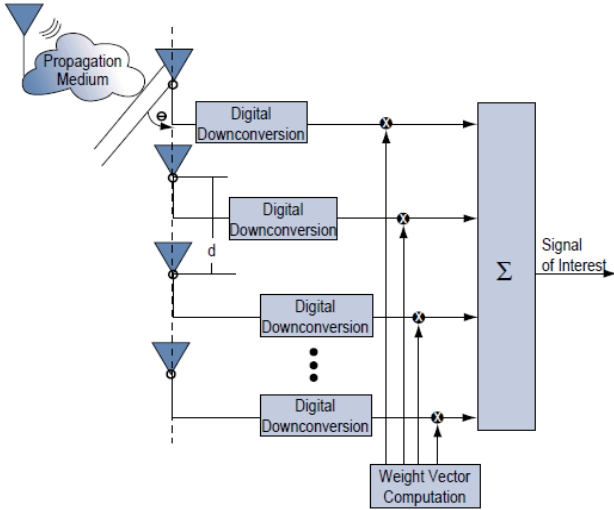 Propagation
Medium
Θ
Digital
Downconversion
X
Digital
Downconversion
X
d
Signal
of Interest
Σ
Digital
Downconversion
X
Digital
Downconversion
X
Weight Vector
Computation